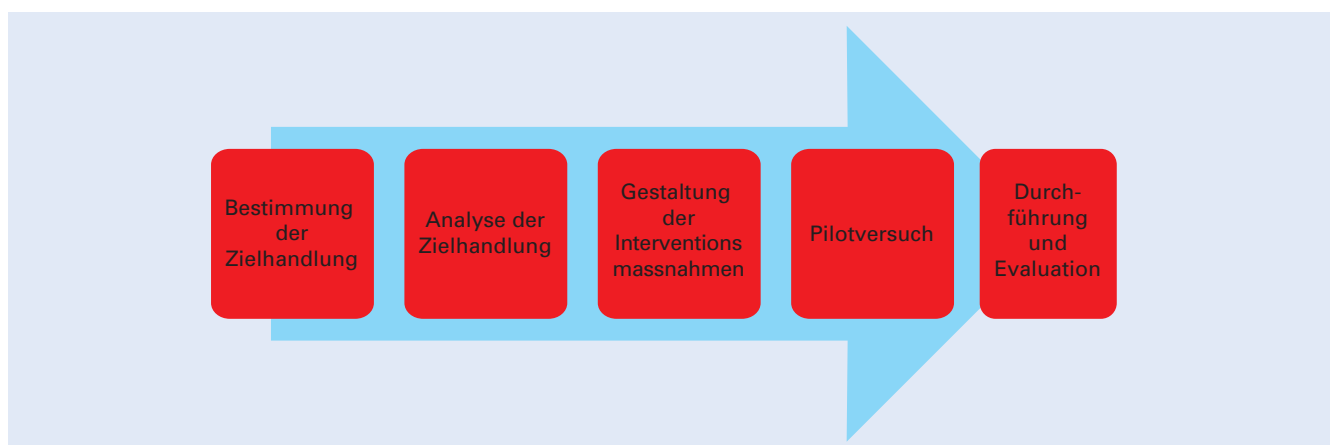 Bestimmung
der
Zielhandlung
Analyse der
Zielhandlung
Gestaltung
der
Interventions
massnahmen
Pilotversuch
Durch-
führung
und
Evaluation